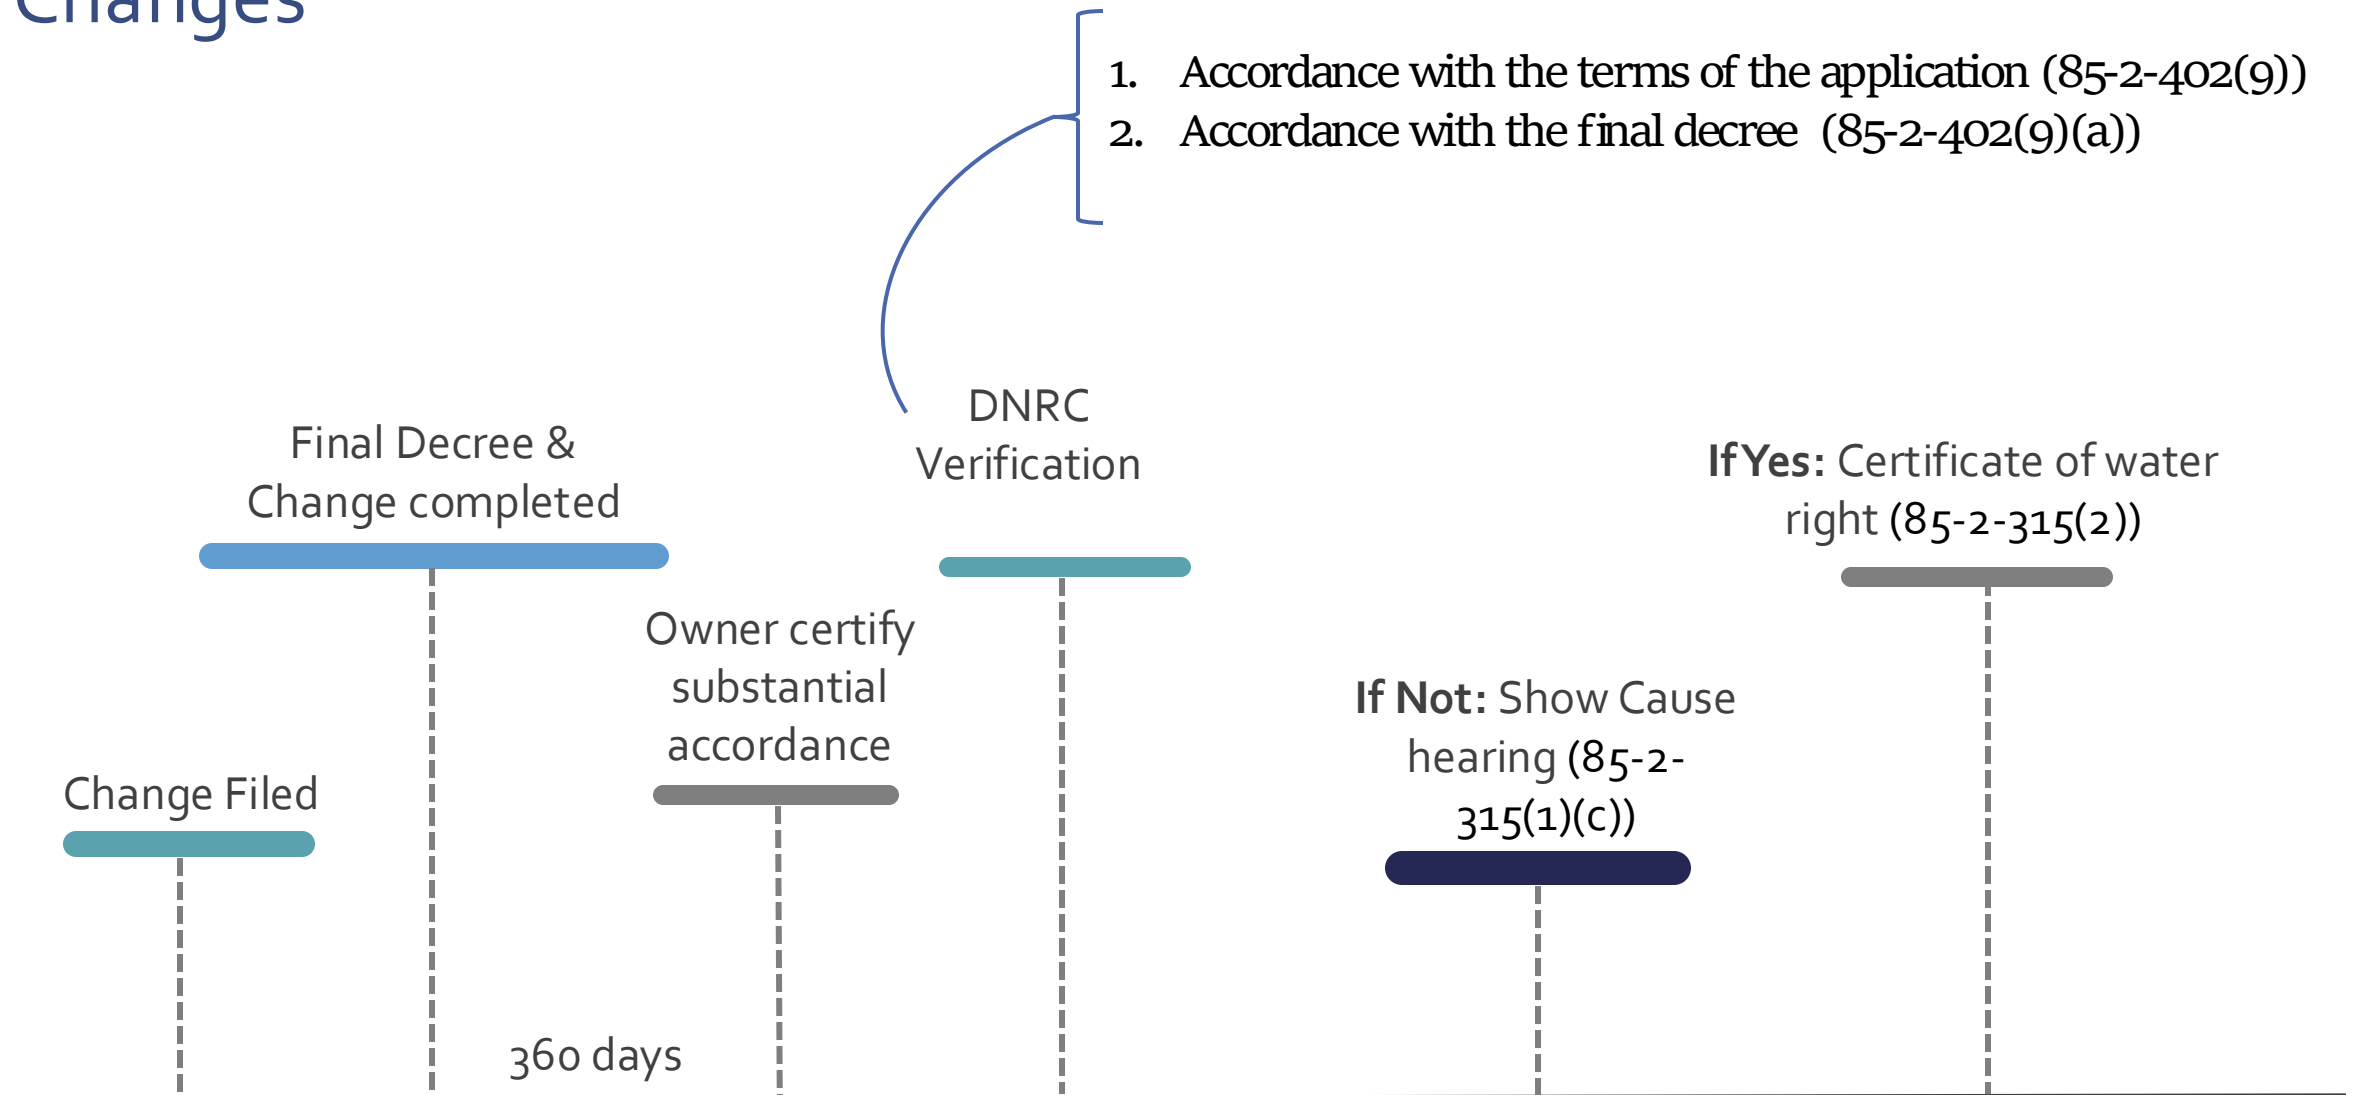 Changes
1. Accordance with the terms of the application (85-2-402(9))
2. Accordance with the final decree (85-2-402(9)(a))
DNRC
Verification
Final Decree &
Change completed
If Yes: Certificate of water
right (85-2-315(2))
Owner certify
substantial
accordance
If Not: Show Cause
hearing (85-2-
315(1)(c))
Change Filed
360 days